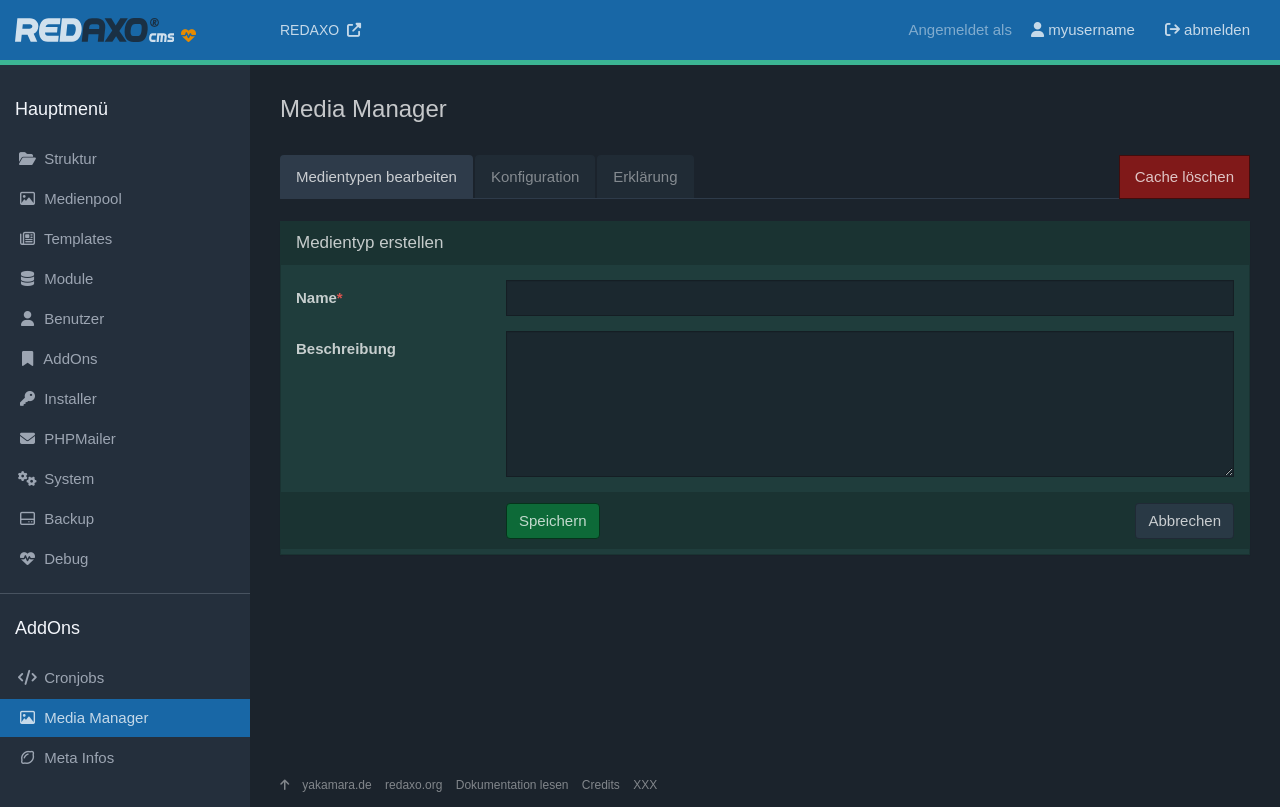 REDAXO® cms
REDAXO
Angemeldet als myusername abmelden
Hauptmenü
Struktur
Medienpool
Templates
Module
Benutzer
AddOns
Installer
PHPMailer
System
Backup
Debug
AddOns
Cronjobs
Media Manager
Meta Infos
Media Manager
Medientypen bearbeiten Konfiguration Erklärung Cache löschen
Medientyp erstellen
Name*
Beschreibung
Speichern Abbrechen
yakamara.de redaxo.org Dokumentation lesen Credits XXX